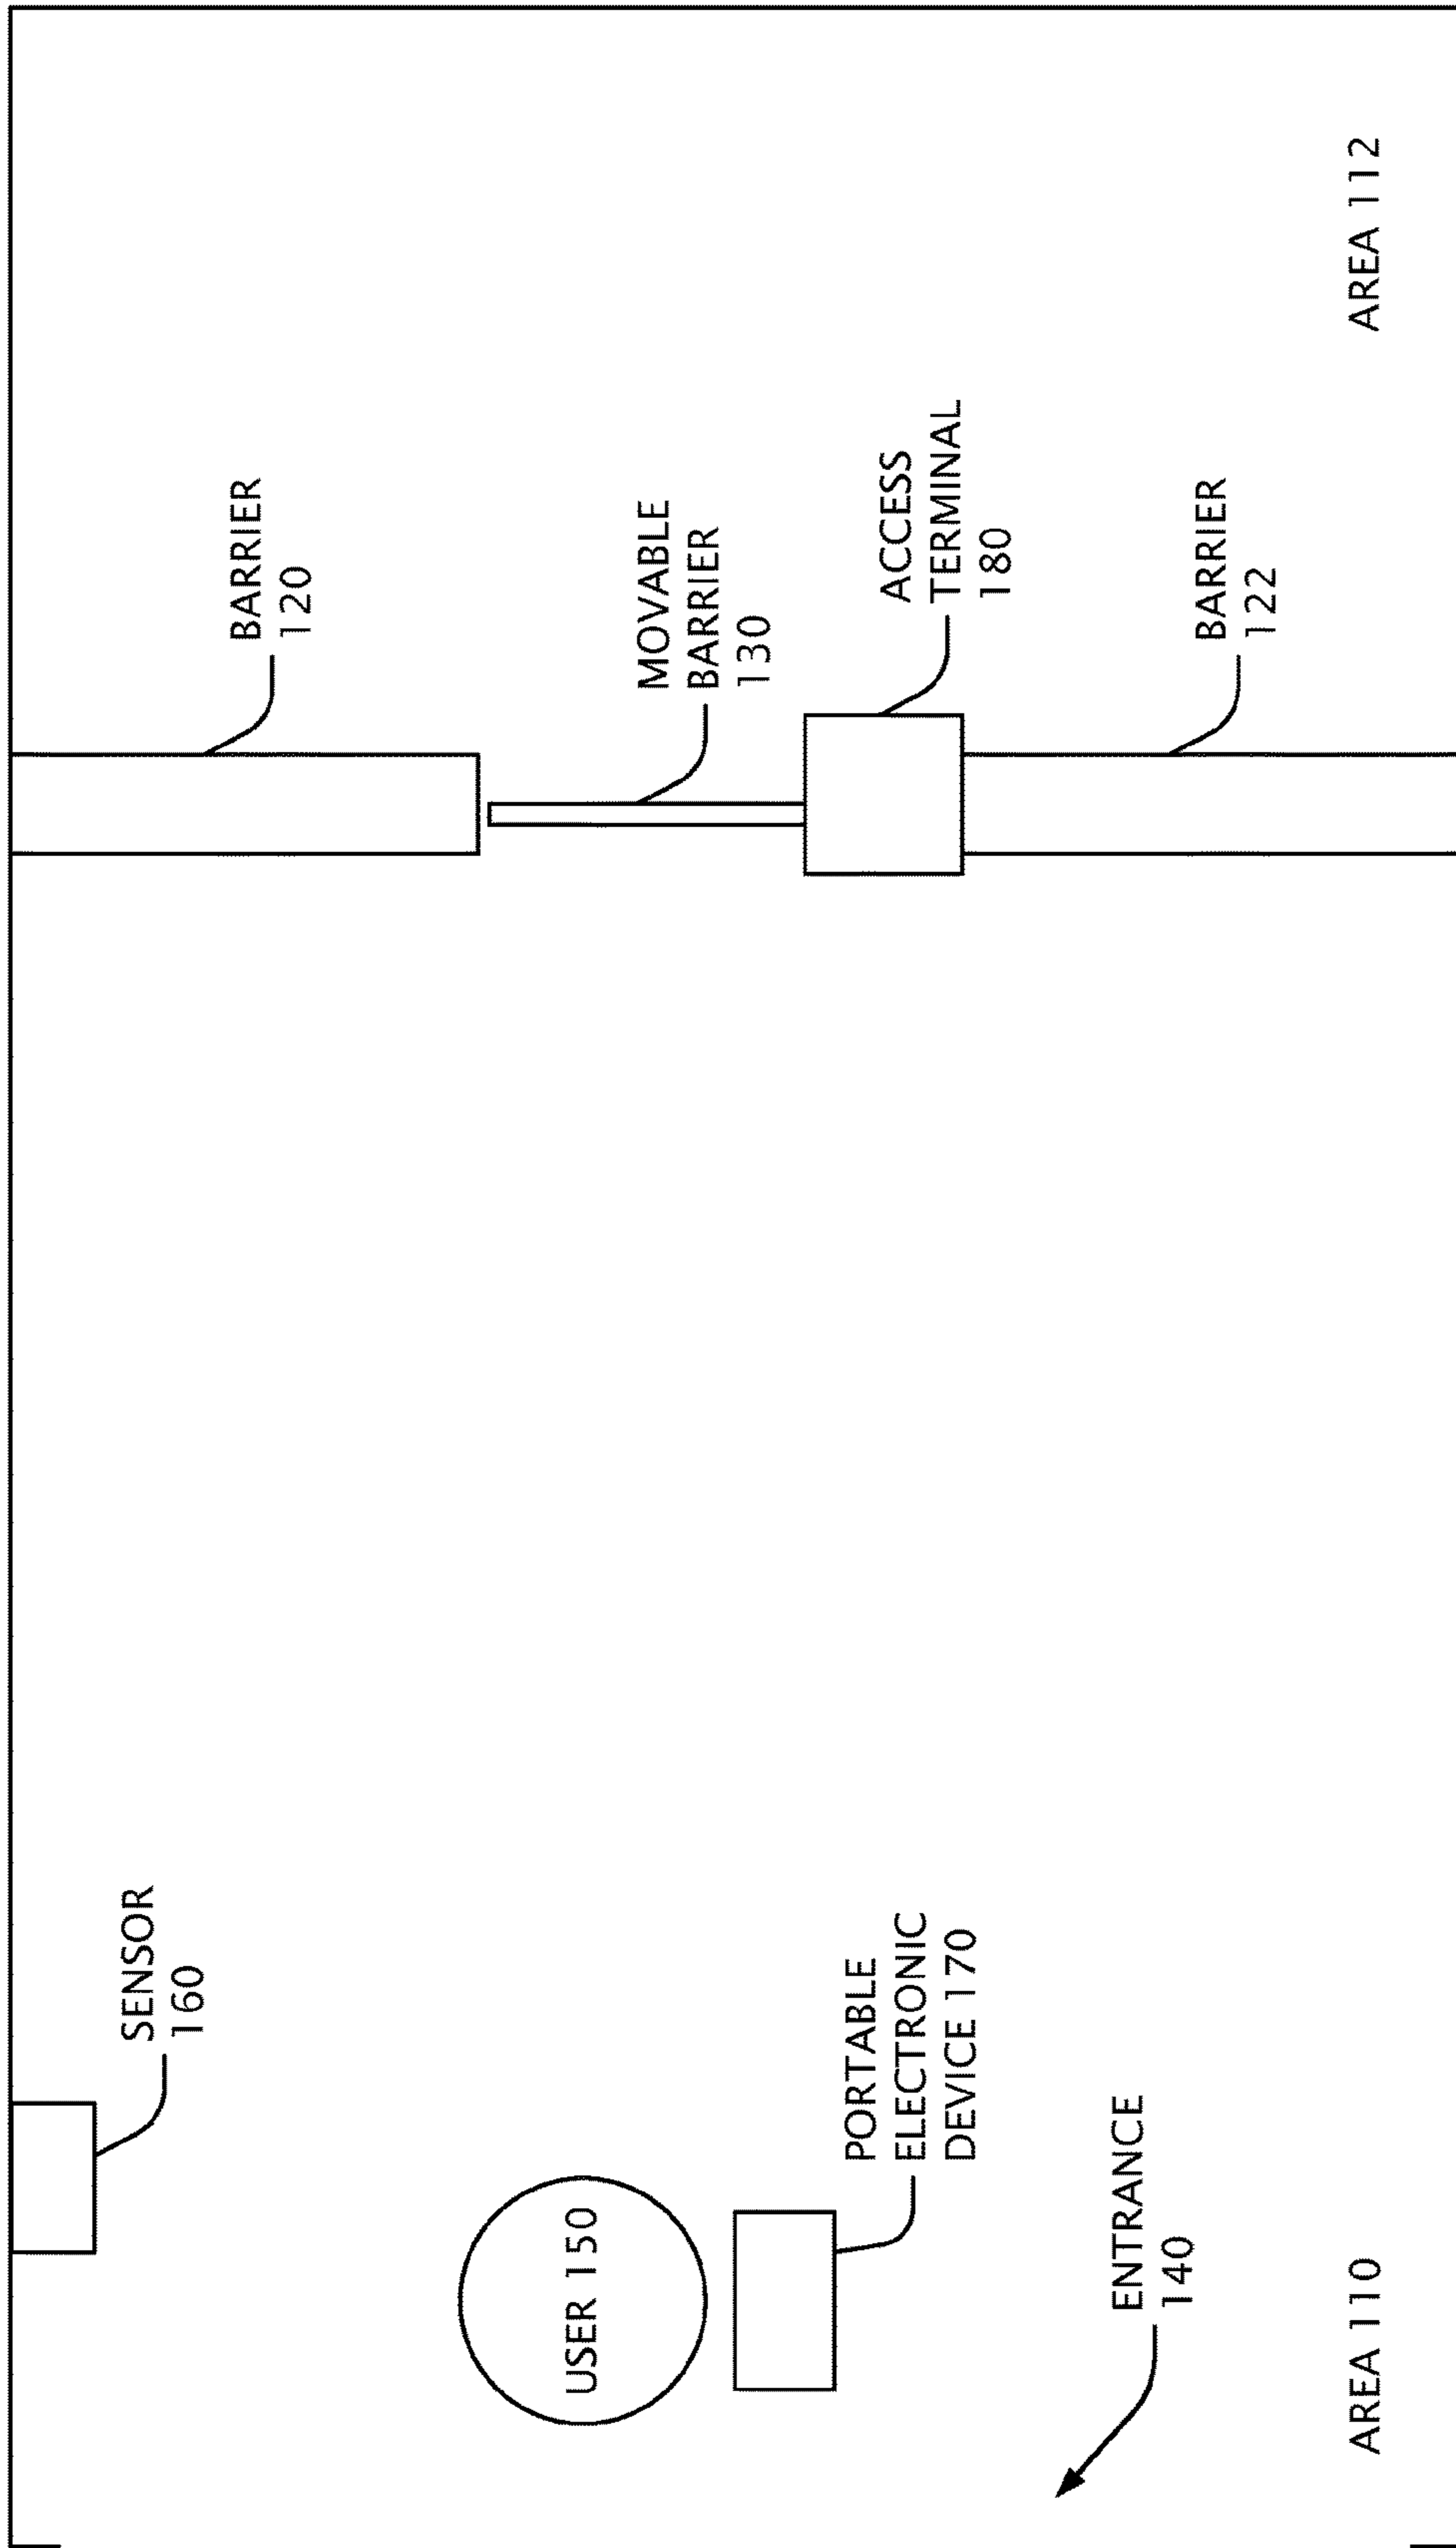 SENSOR
160
USER 150
PORTABLE
ELECTRONIC
DEVICE 170
ENTRANCE
140
AREA 110
BARRIER
120
MOVABLE
BARRIER
130
ACCESS
TERMINAL
180
BARRIER
122
AREA 112